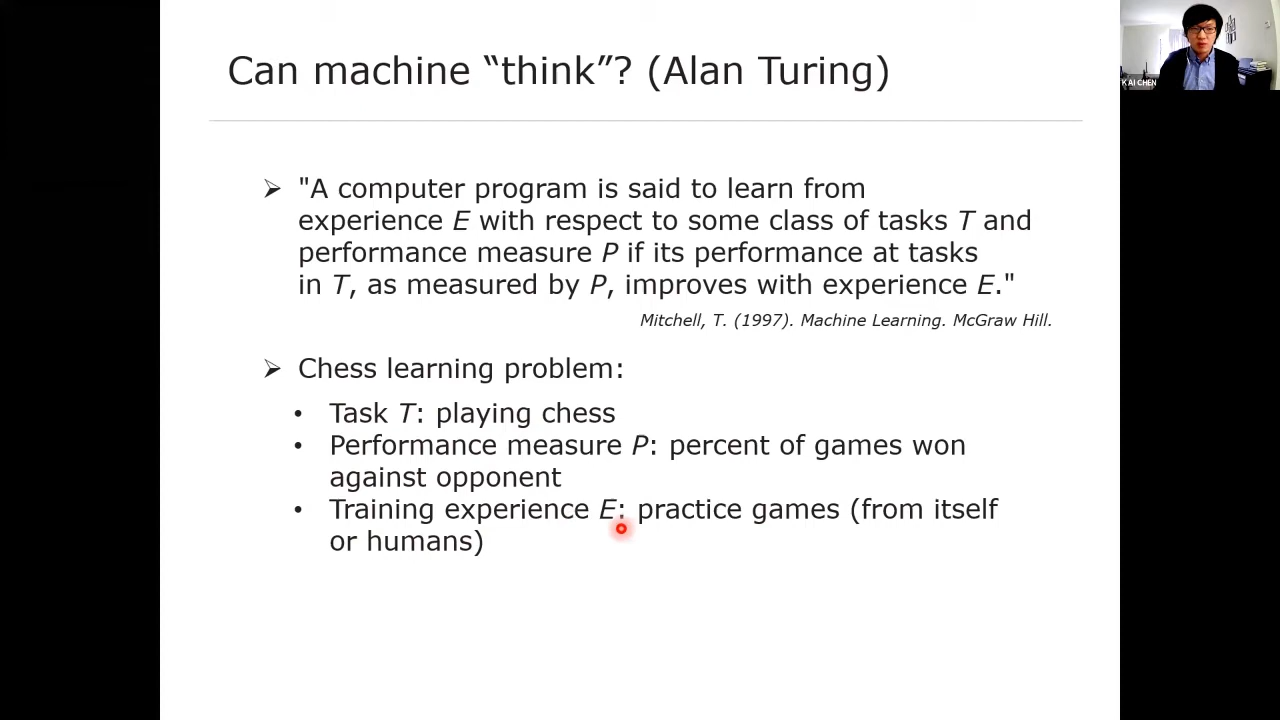 Can machine “think”? (Alan Turing)
KAI CHEN
➢ "A computer program is said to learn from
experience E with respect to some class of tasks T and
performance measure P if its performance at tasks
in T, as measured by P, improves with experience E."
Mitchell, T. (1997). Machine Learning. McGraw Hill.
➢ Chess learning problem:
• Task T: playing chess
• Performance measure P: percent of games won
against opponent
• Training experience E: practice games (from itself
or humans)